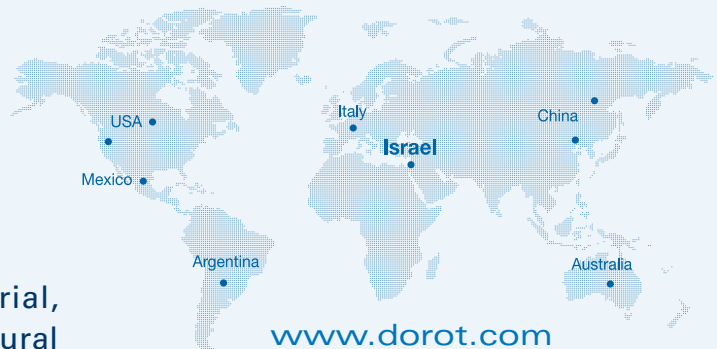 USA
Italy
China
Israel
Mexico
Argentina
Australia
rial,
ural
www.dorot.com